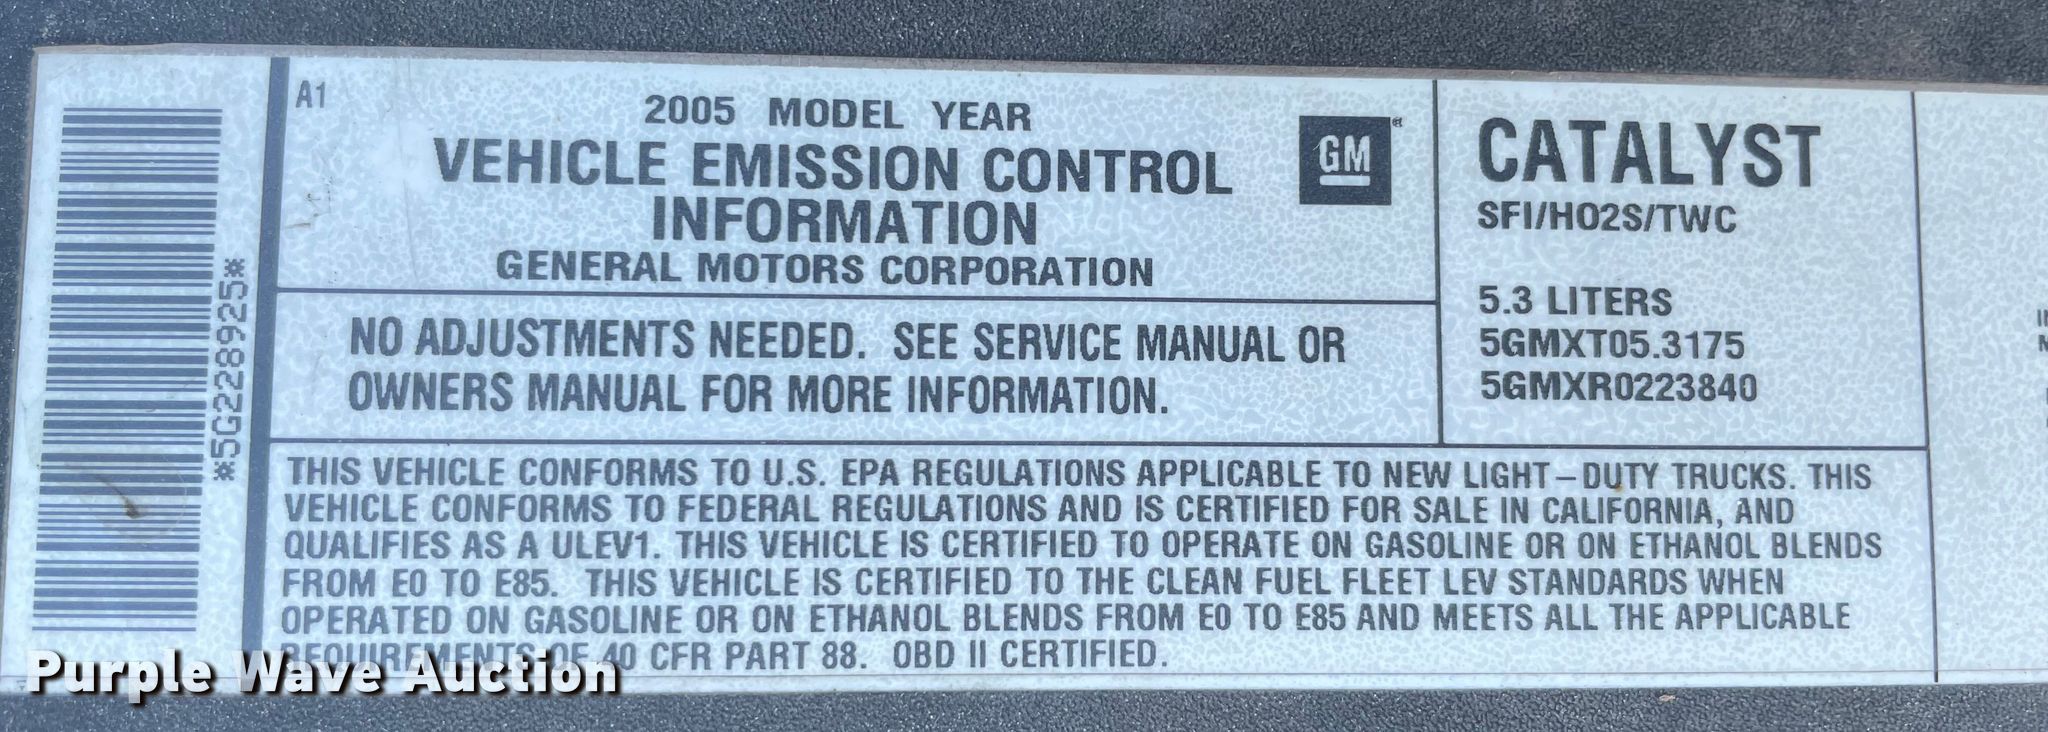 *5G228925*
A1
2005 MODEL YEAR
VEHICLE EMISSION CONTROL
INFORMATION
GENERAL MOTORS CORPORATION
GM
NO ADJUSTMENTS NEEDED. SEE SERVICE MANUAL OR
OWNERS MANUAL FOR MORE INFORMATION.
CATALYST
SFI/HO2S/TWC
5.3 LITERS
5GMXT05.3175
5GMXR0223840
THIS VEHICLE CONFORMS TO U.S. EPA REGULATIONS APPLICABLE TO NEW LIGHT-DUTY TRUCKS. THIS
VEHICLE CONFORMS TO FEDERAL REGULATIONS AND IS CERTIFIED FOR SALE IN CALIFORNIA, AND
QUALIFIES AS A ULEV1. THIS VEHICLE IS CERTIFIED TO OPERATE ON GASOLINE OR ON ETHANOL BLENDS
FROM E0 TO E85. THIS VEHICLE IS CERTIFIED TO THE CLEAN FUEL FLEET LEV STANDARDS WHEN
OPERATED ON GASOLINE OR ON ETHANOL BLENDS FROM E0 TO E85 AND MEETS ALL THE APPLICABLE
REQUIREMENTS OF 40 CFR PART 88. OBD II CERTIFIED.
Purple Wave Auction